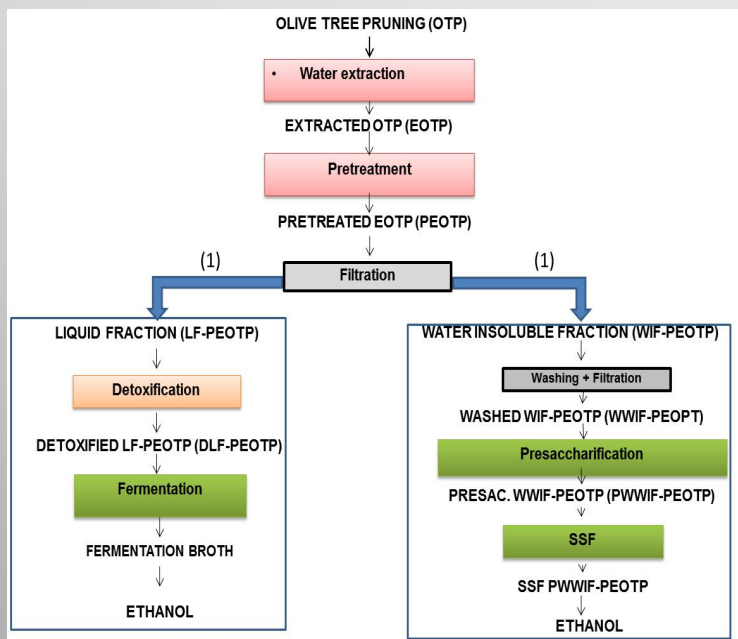 OLIVE TREE PRUNING (OTP)
• Water extraction
EXTRACTED OTP (EOTP)
Pretreatment
PRETREATED EOTP (PEOTP)
(1)
(1)
Filtration
LIQUID FRACTION (LF-PEOTP)
Detoxification
DETOXIFIED LF-PEOTP (DLF-PEOTP)
Fermentation
FERMENTATION BROTH
ETHANOL
WATER INSOLUBLE FRACTION (WIF-PEOTP)
Washing + Filtration
WASHED WIF-PEOTP (WWIF-PEOPT)
Presaccharification
PRESAC. WWIF-PEOTP (PWWIF-PEOTP)
SSF
SSF PWWIF-PEOTP
ETHANOL